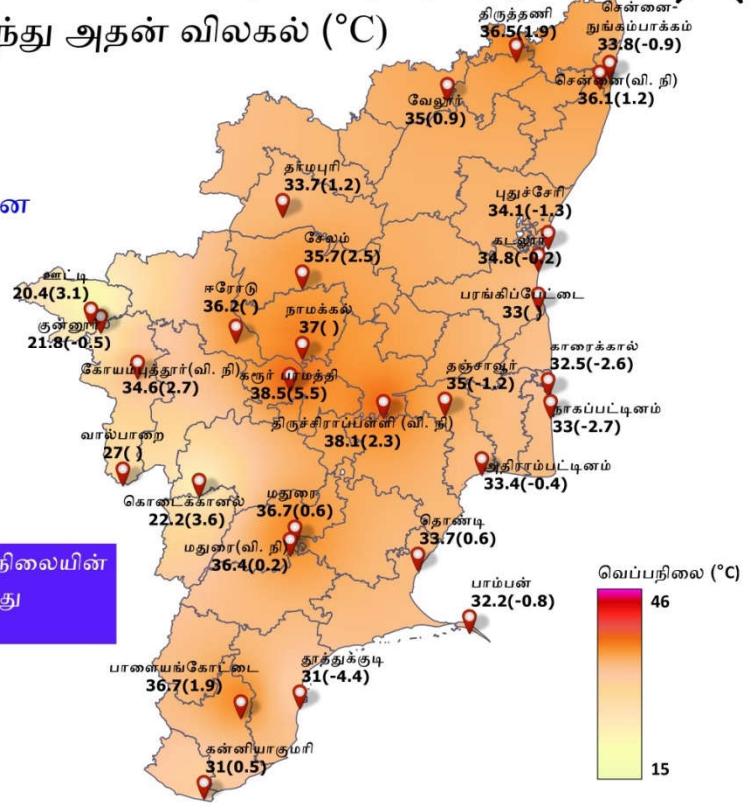 ந்து அதன் விலகல் (°C)
திருத்தணி
36.5(1.9)
சென்னை-
நுங்கம்பாக்கம்
33.8(-0.9)
சென்னை(வி. நி)
36.1(1.2)
வேலூர்
35(0.9)
தர்மபுரி
33.7(1.2)
ன
புதுச்சேரி
34.1(-1.3)
கடலூர்
34.8(-0.2)
சேலம்
35.7(2.5)
ஊட்டி
20.4(3.1)
ஈரோடு
36.2( )
நாமக்கல்
37( )
பரங்கிப்பேட்டை
33( )
குன்னூர்
21.8(-0.5)
கோயம்புத்தூர்(வி. நி)
34.6(2.7)
கரூர் பரமத்தி
38.5(5.5)
தஞ்சாவூர்
35(-1.2)
காரைக்கால்
32.5(-2.6)
நாகப்பட்டினம்
33(-2.7)
திருச்சிராப்பள்ளி (வி. நி)
38.1(2.3)
வால்பாறை
27( )
கொடைக்கானல்
22.2(3.6)
அதிராம்பட்டினம்
33.4(-0.4)
மதுரை
36.7(0.6)
மதுரை(வி. நி)
36.4(0.2)
தொண்டி
33.7(0.6)
நிலையின்
து
பாம்பன்
32.2(-0.8)
வெப்பநிலை (°C)
46
15
பாளையங்கோட்டை
36.7(1.9)
தூத்துக்குடி
31(-4.4)
கன்னியாகுமரி
31(0.5)